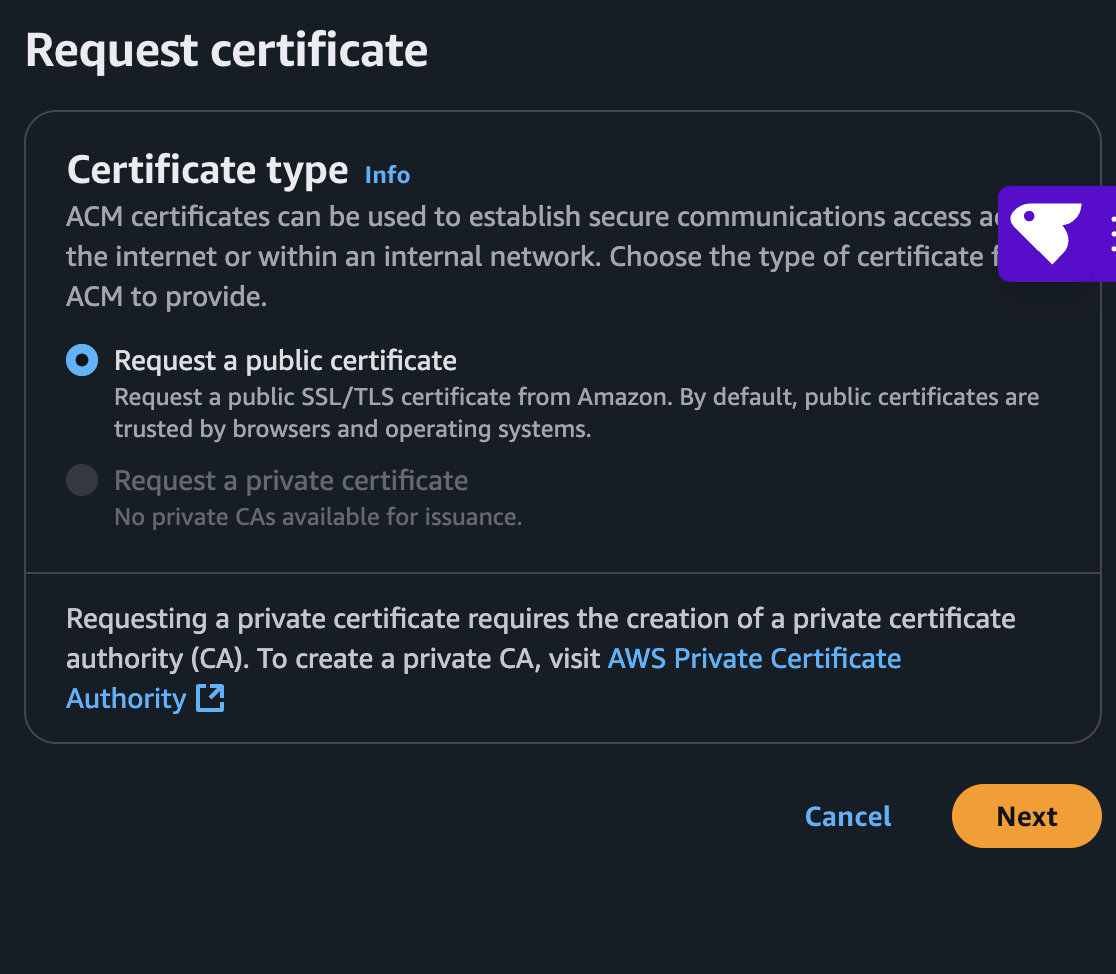 Request certificate
Certificate type Info
ACM certificates can be used to establish secure communications access
the internet or within an internal network. Choose the type of certificate
ACM to provide.
Request a public certificate
Request a public SSL/TLS certificate from Amazon. By default, public certificates are
trusted by browsers and operating systems.
Request a private certificate
No private CAs available for issuance.
Requesting a private certificate requires the creation of a private certificate
authority (CA). To create a private CA, visit AWS Private Certificate
Authority
Cancel
Next